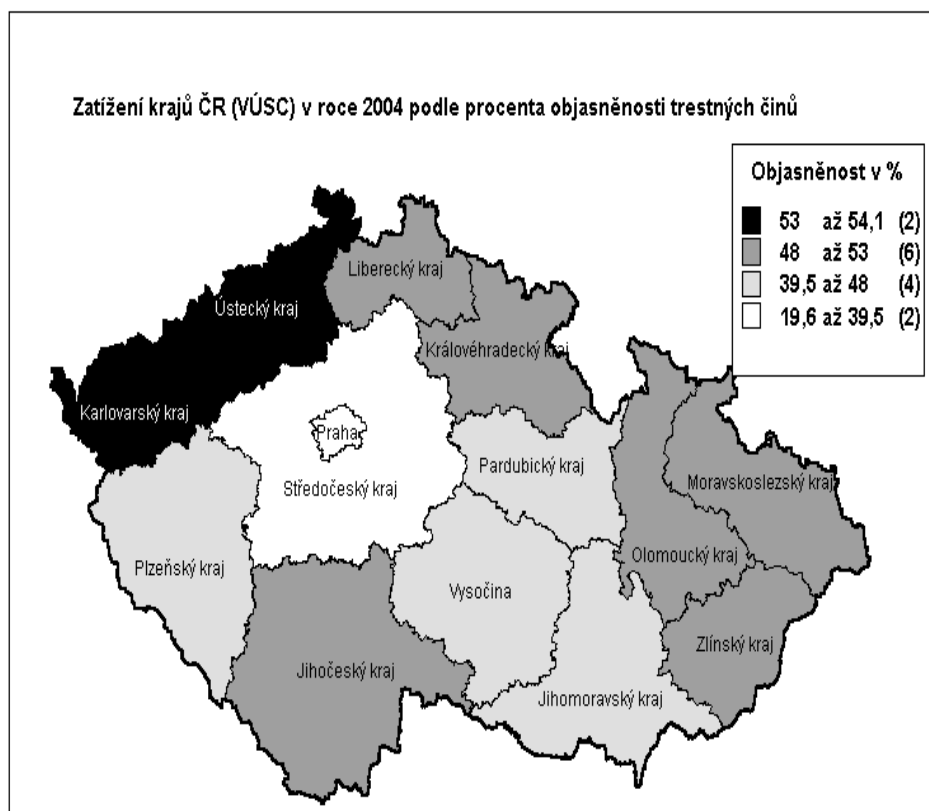 Zatížení krajů ČR (VÚSC) v roce 2004 podle procenta objasněnosti trestných činů
Objasněnost v %
53 až 54,1 (2)
48 až 53 (6)
39,5 až 48 (4)
19,6 až 39,5 (2)
Liberecký kraj
Ústecký kraj
Královéhradecký kraj
Karlovarský kraj
Praha
Pardubický kraj
Středočeský kraj
Moravskoslezský kraj
Olomoucký kraj
Plzeňský kraj
Vysočina
Zlínský kraj
Jihočeský kraj
Jihomoravský kraj